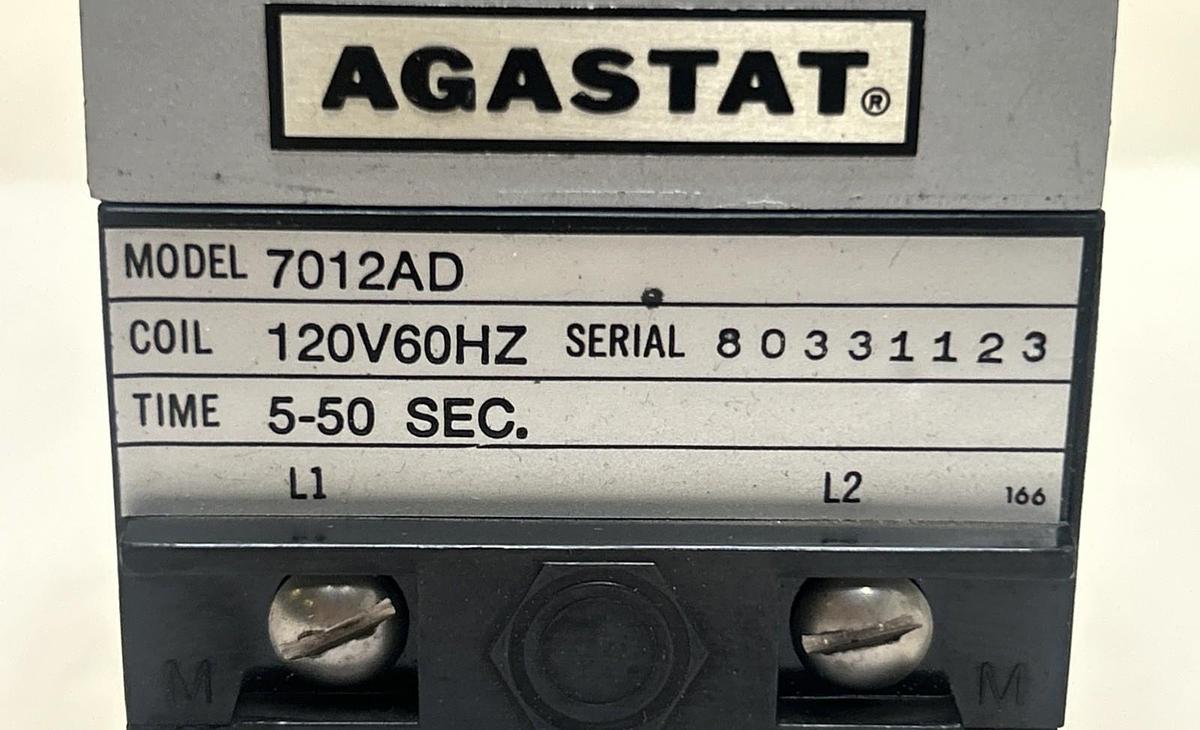 AGASTAT®
MODEL 7012AD
COIL 120V60HZ SERIAL 80331123
TIME 5-50 SEC.
L1 L2 166
M M